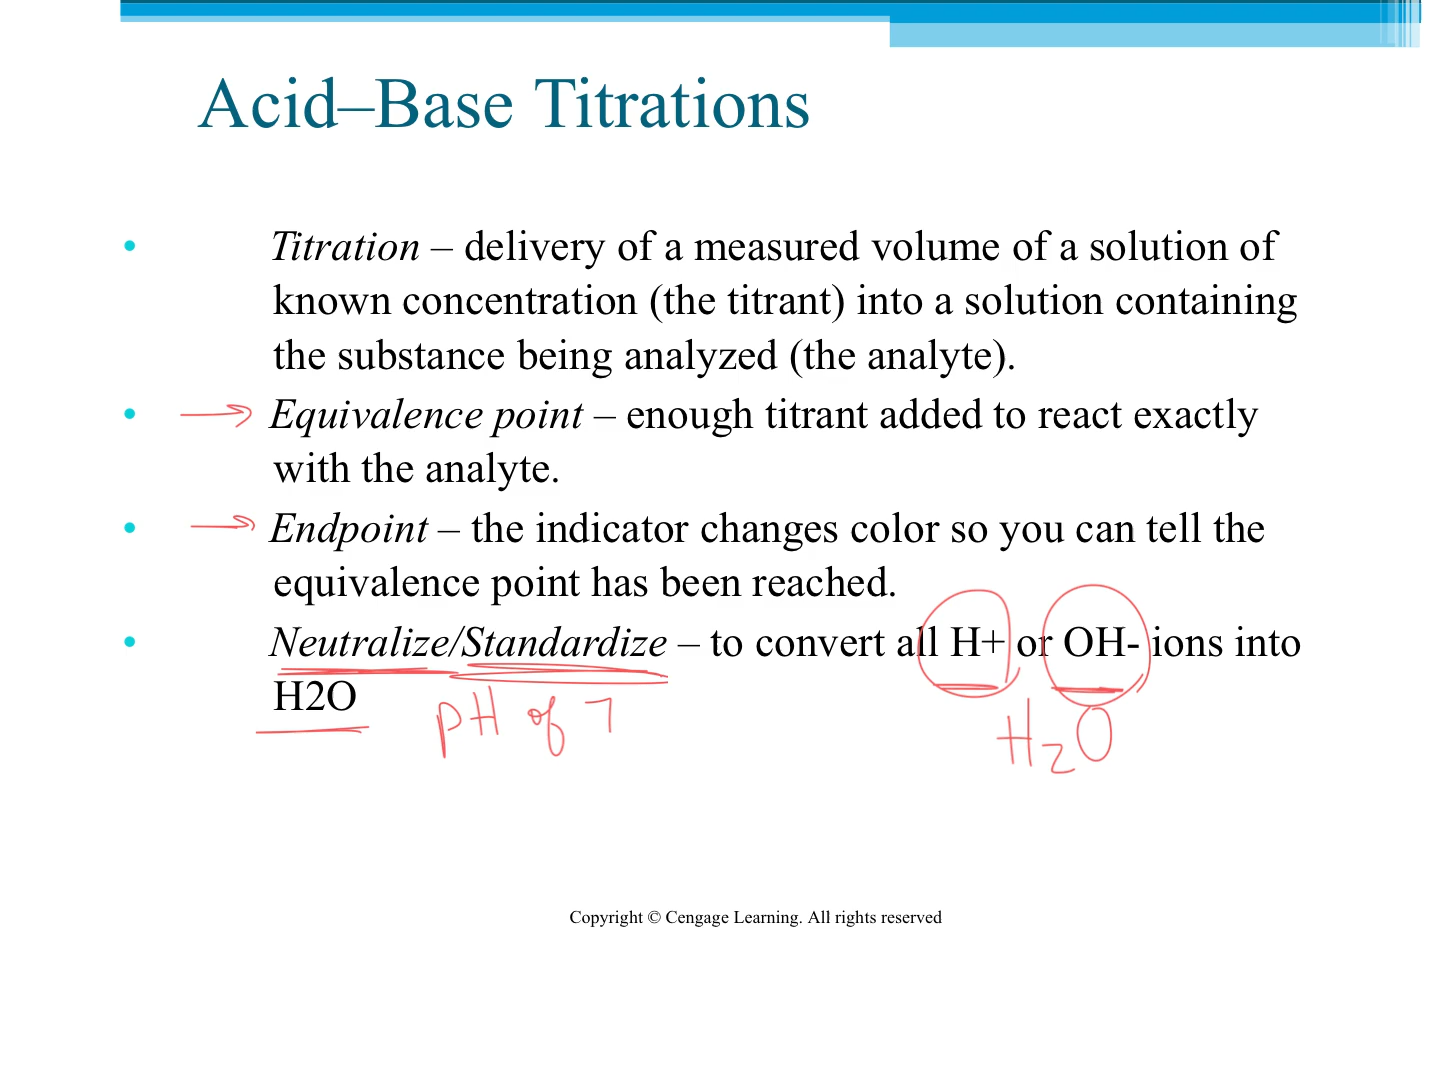 Acid–Base Titrations
• Titration – delivery of a measured volume of a solution of
known concentration (the titrant) into a solution containing
the substance being analyzed (the analyte).
• Equivalence point – enough titrant added to react exactly
with the analyte.
• Endpoint – the indicator changes color so you can tell the
equivalence point has been reached.
• Neutralize/Standardize – to convert all H+ or OH- ions into
H2O
pH of 7
H2O
Copyright © Cengage Learning. All rights reserved